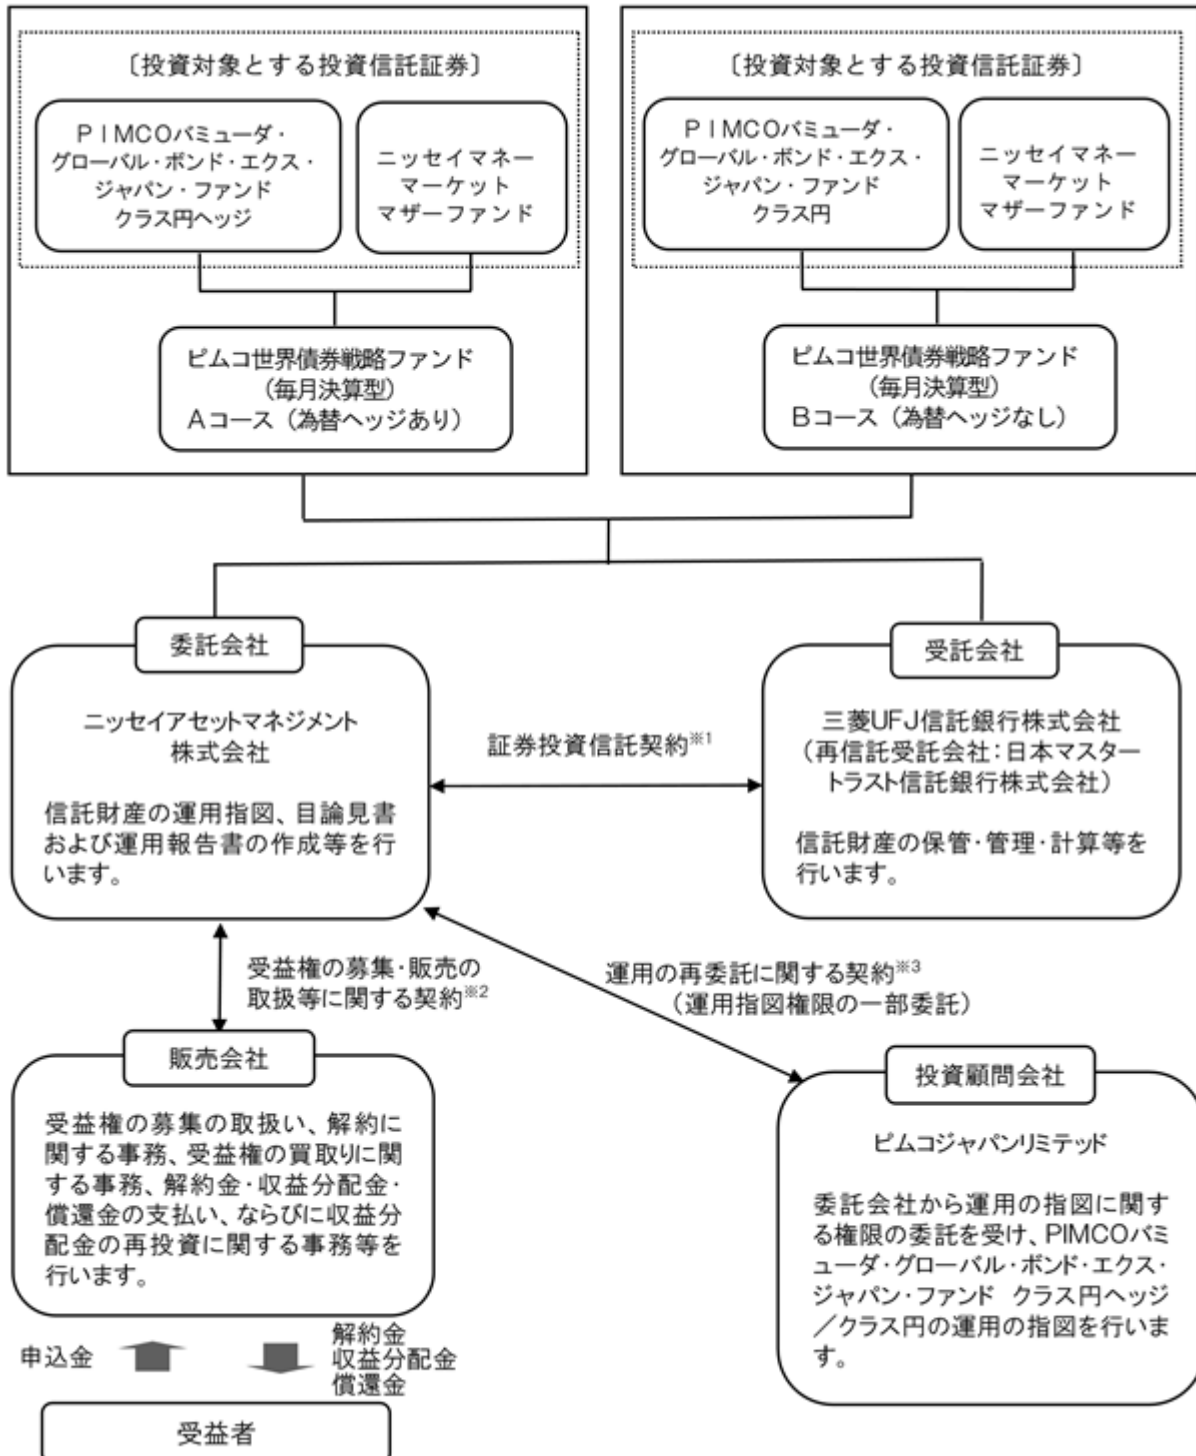 〔投資対象とする投資信託証券〕
PIMCOバミューダ・
グローバル・ボンド・エクス・
ジャパン・ファンド
クラス円ヘッジ
ニッセイマネー
マーケット
マザーファンド
ピムコ世界債券戦略ファンド
(毎月決算型)
Aコース（為替ヘッジあり）
〔投資対象とする投資信託証券〕
PIMCOバミューダ・
グローバル・ボンド・エクス・
ジャパン・ファンド
クラス円
ニッセイマネー
マーケット
マザーファンド
ピムコ世界債券戦略ファンド
(毎月決算型)
Bコース（為替ヘッジなし）
委託会社
ニッセイアセットマネジメント
株式会社
信託財産の運用指図、目論見書
および運用報告書の作成等を行
います。
証券投資信託契約※1
受託会社
三菱UFJ信託銀行株式会社
（再信託受託会社：日本マスター
トラスト信託銀行株式会社）
信託財産の保管・管理・計算等を
行います。
受益権の募集・販売の
取扱等に関する契約※2
運用の再委託に関する契約※3
（運用指図権限の一部委託）
販売会社
受益権の募集の取扱い、解約に
関する事務、受益権の買取りに関
する事務、解約金・収益分配金・
償還金の支払い、ならびに収益分
配金の再投資に関する事務等を
行います。
投資顧問会社
ピムコジャパンリミテッド
委託会社から運用の指図に関す
る権限の委託を受け、PIMCOバミ
ューダ・グローバル・ボンド・エクス・
ジャパン・ファンド クラス円ヘッジ
／クラス円の運用の指図を行いま
す。
申込金
解約金
収益分配金
償還金
受益者